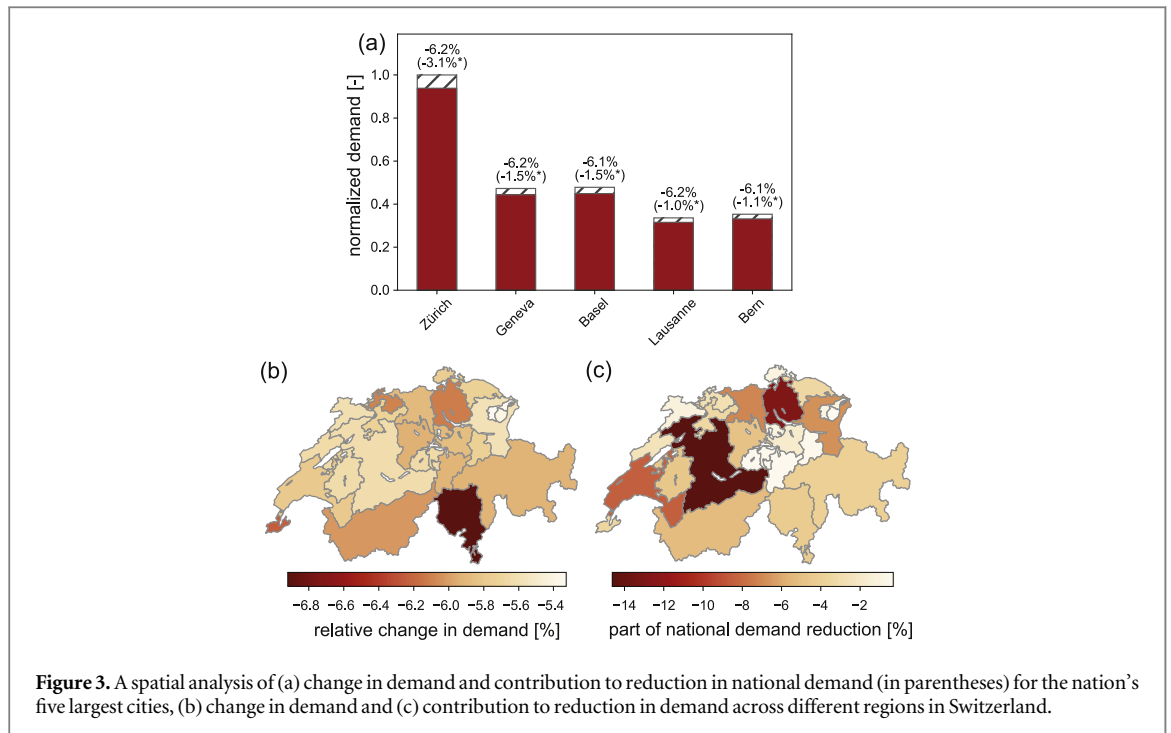 (a)
-6.2%
(-3.1%*)
-6.2%
(-1.5%*)
-6.1%
(-1.5%*)
-6.2%
(-1.0%*)
-6.1%
(-1.1%*)
normalized demand [-]
1.0
0.8
0.6
0.4
0.2
0.0
Zürich
Geneva
Basel
Lausanne
Bern
(b)
−6.8 −6.6 −6.4 −6.2 −6.0 −5.8 −5.6 −5.4
relative change in demand [%]
(c)
−14 −12 −10 −8 −6 −4 −2
part of national demand reduction [%]
Figure 3. A spatial analysis of (a) change in demand and contribution to reduction in national demand (in parentheses) for the nation's
five largest cities, (b) change in demand and (c) contribution to reduction in demand across different regions in Switzerland.